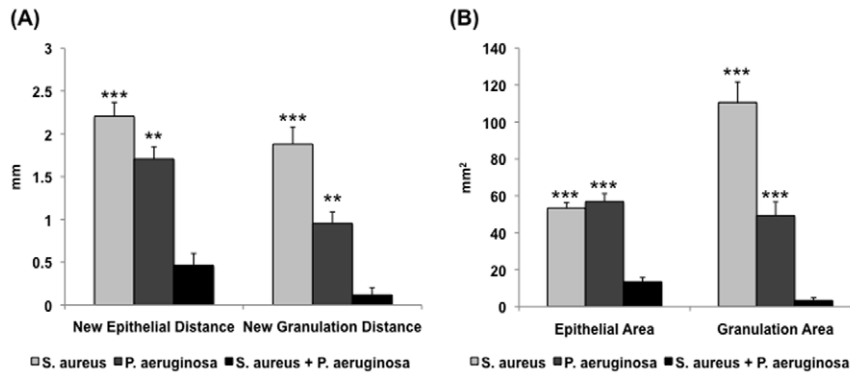 (A)
3
2.5
2
1.5
1
0.5
0
mm
***
**
***
**
New Epithelial Distance New Granulation Distance
S. aureus P. aeruginosa S. aureus + P. aeruginosa
(B)
140
120
100
80
60
40
20
0
mm²
***
***
***
***
Epithelial Area Granulation Area
S. aureus P. aeruginosa S. aureus + P. aeruginosa